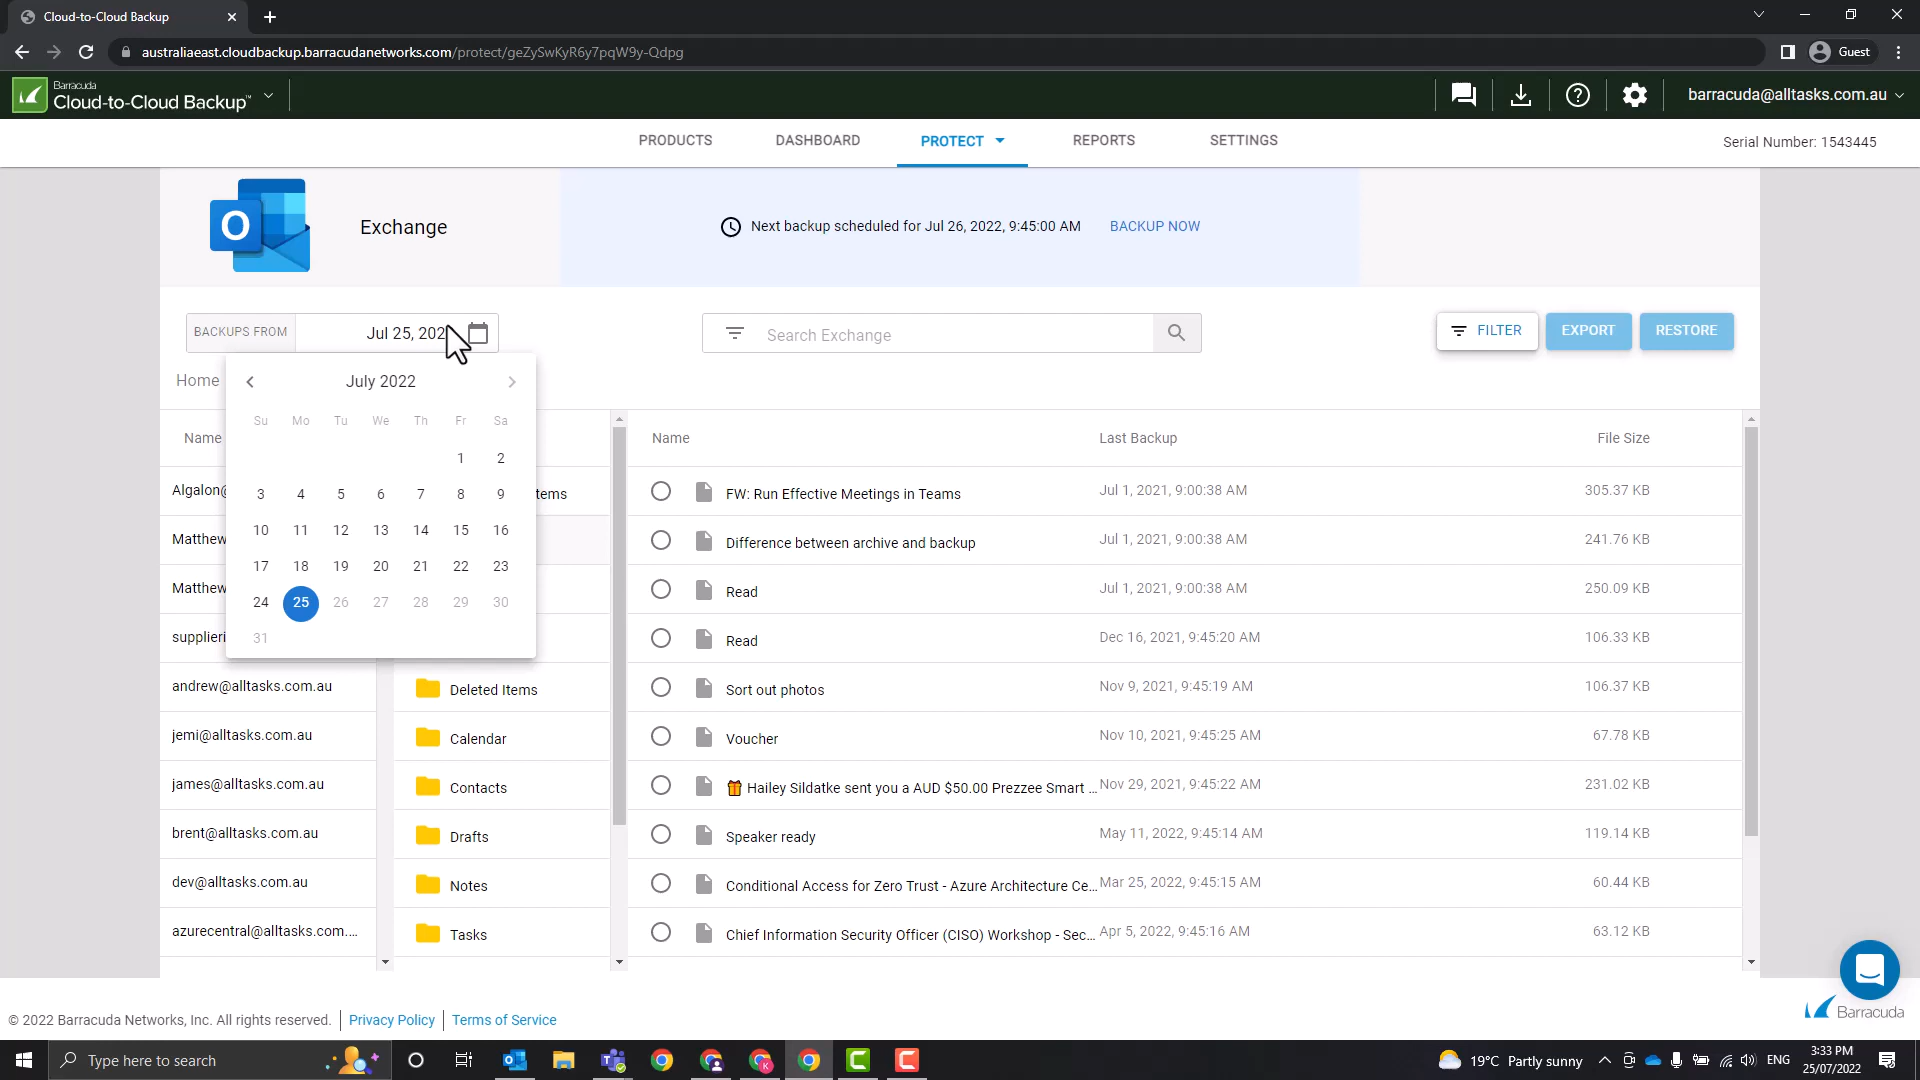 Cloud-to-Cloud Backup
australiaeast.cloudbackup.barracudanetworks.com/protect/geZySwKyR6y7pqW9y-Qdpg
Guest
Barracuda
Cloud-to-Cloud Backup™
barracuda@alltasks.com.au
PRODUCTS DASHBOARD PROTECT REPORTS SETTINGS
Serial Number: 1543445
Exchange
Next backup scheduled for Jul 26, 2022, 9:45:00 AM BACKUP NOW
BACKUPS FROM Jul 25, 202
Search Exchange
FILTER EXPORT RESTORE
Home
July 2022
Su Mo Tu We Th Fr Sa
1 2
3 4 5 6 7 8 9
10 11 12 13 14 15 16
17 18 19 20 21 22 23
24 25 26 27 28 29 30
31
Name
Algalon@
Matthew
Matthew
supplieri
andrew@alltasks.com.au
jemi@alltasks.com.au
james@alltasks.com.au
brent@alltasks.com.au
dev@alltasks.com.au
azurecentral@alltasks.com....
tems
Deleted Items
Calendar
Contacts
Drafts
Notes
Tasks
Name Last Backup File Size
FW: Run Effective Meetings in Teams Jul 1, 2021, 9:00:38 AM 305.37 KB
Difference between archive and backup Jul 1, 2021, 9:00:38 AM 241.76 KB
Read Jul 1, 2021, 9:00:38 AM 250.09 KB
Read Dec 16, 2021, 9:45:20 AM 106.33 KB
Sort out photos Nov 9, 2021, 9:45:19 AM 106.37 KB
Voucher Nov 10, 2021, 9:45:25 AM 67.78 KB
🎁 Hailey Sildatke sent you a AUD $50.00 Prezzee Smart ... Nov 29, 2021, 9:45:22 AM 231.02 KB
Speaker ready May 11, 2022, 9:45:14 AM 119.14 KB
Conditional Access for Zero Trust - Azure Architecture Ce... Mar 25, 2022, 9:45:15 AM 60.44 KB
Chief Information Security Officer (CISO) Workshop - Sec... Apr 5, 2022, 9:45:16 AM 63.12 KB
© 2022 Barracuda Networks, Inc. All rights reserved. Privacy Policy Terms of Service
Barracuda
Type here to search
19°C Partly sunny
ENG
3:33 PM
25/07/2022